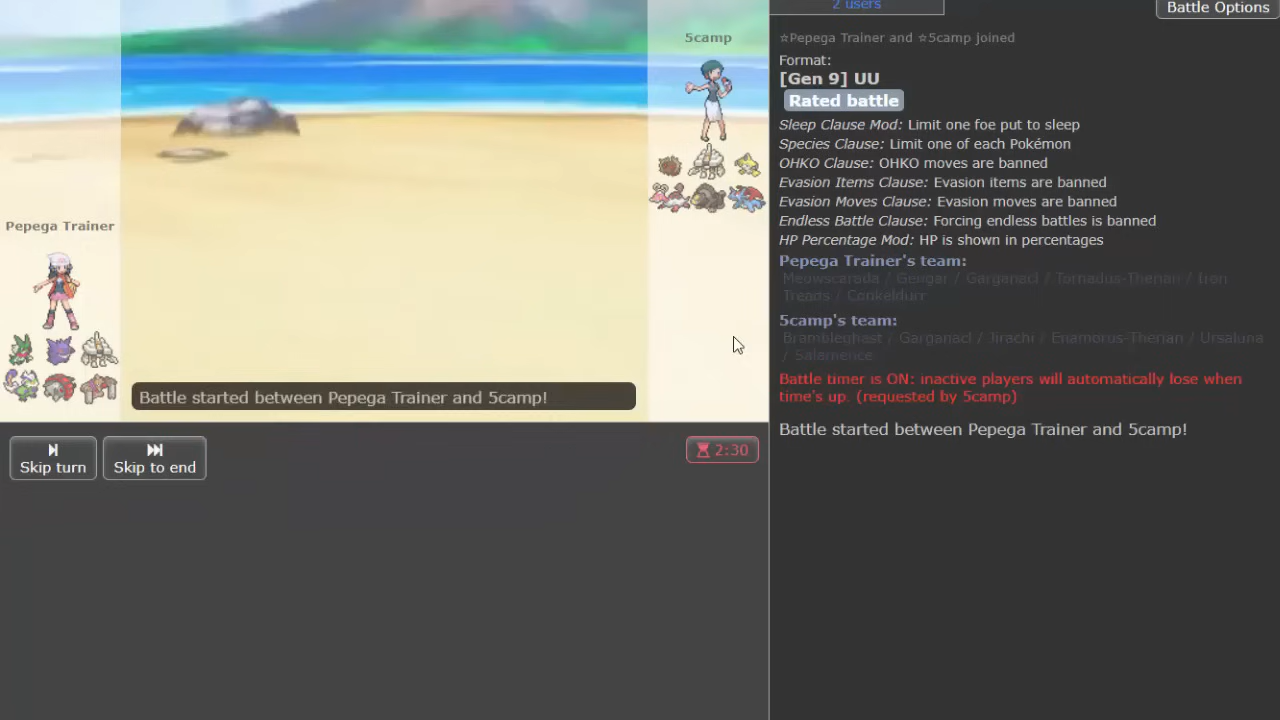 2 users
Battle Options
5camp
☆Pepega Trainer and ☆5camp joined
Format:
[Gen 9] UU
Rated battle
Sleep Clause Mod: Limit one foe put to sleep
Species Clause: Limit one of each Pokémon
OHKO Clause: OHKO moves are banned
Evasion Items Clause: Evasion items are banned
Evasion Moves Clause: Evasion moves are banned
Endless Battle Clause: Forcing endless battles is banned
HP Percentage Mod: HP is shown in percentages
Pepega Trainer's team:
Meowscarada / Gengar / Garganacl / Tornadus-Therian / Iron
Treads / Conkeldurr
5camp's team:
Brambleghast / Garganacl / Jirachi / Enamorus-Therian / Ursaluna
/ Salamence
Battle timer is ON: inactive players will automatically lose when
time's up. (requested by 5camp)
Battle started between Pepega Trainer and 5camp!
Pepega Trainer
Battle started between Pepega Trainer and 5camp!
Skip turn
Skip to end
2:30